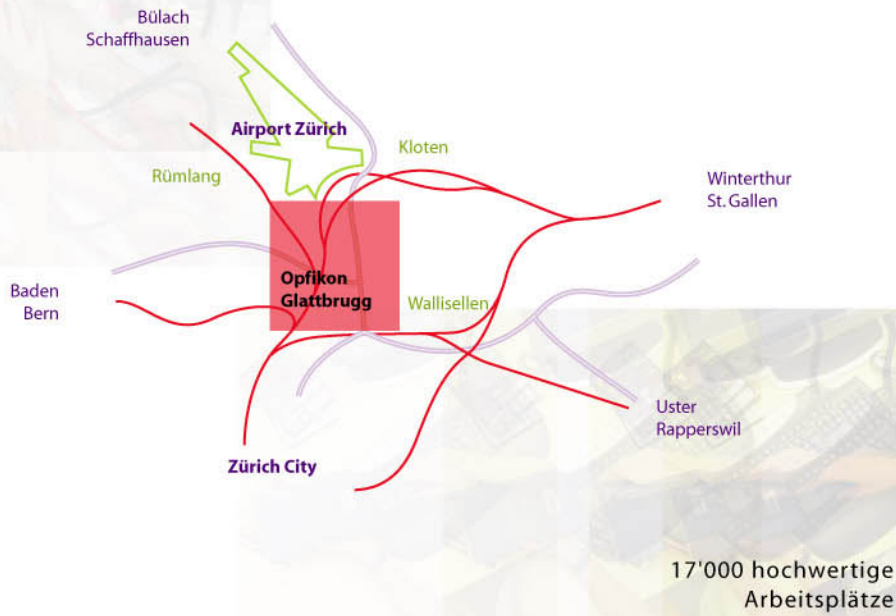 Bülach
Schaffhausen
Airport Zürich
Kloten
Rümlang
Winterthur
St. Gallen
Opfikon
Glattbrugg
Baden
Bern
Wallisellen
Uster
Rapperswil
Zürich City
17'000 hochwertige
Arbeitsplätze